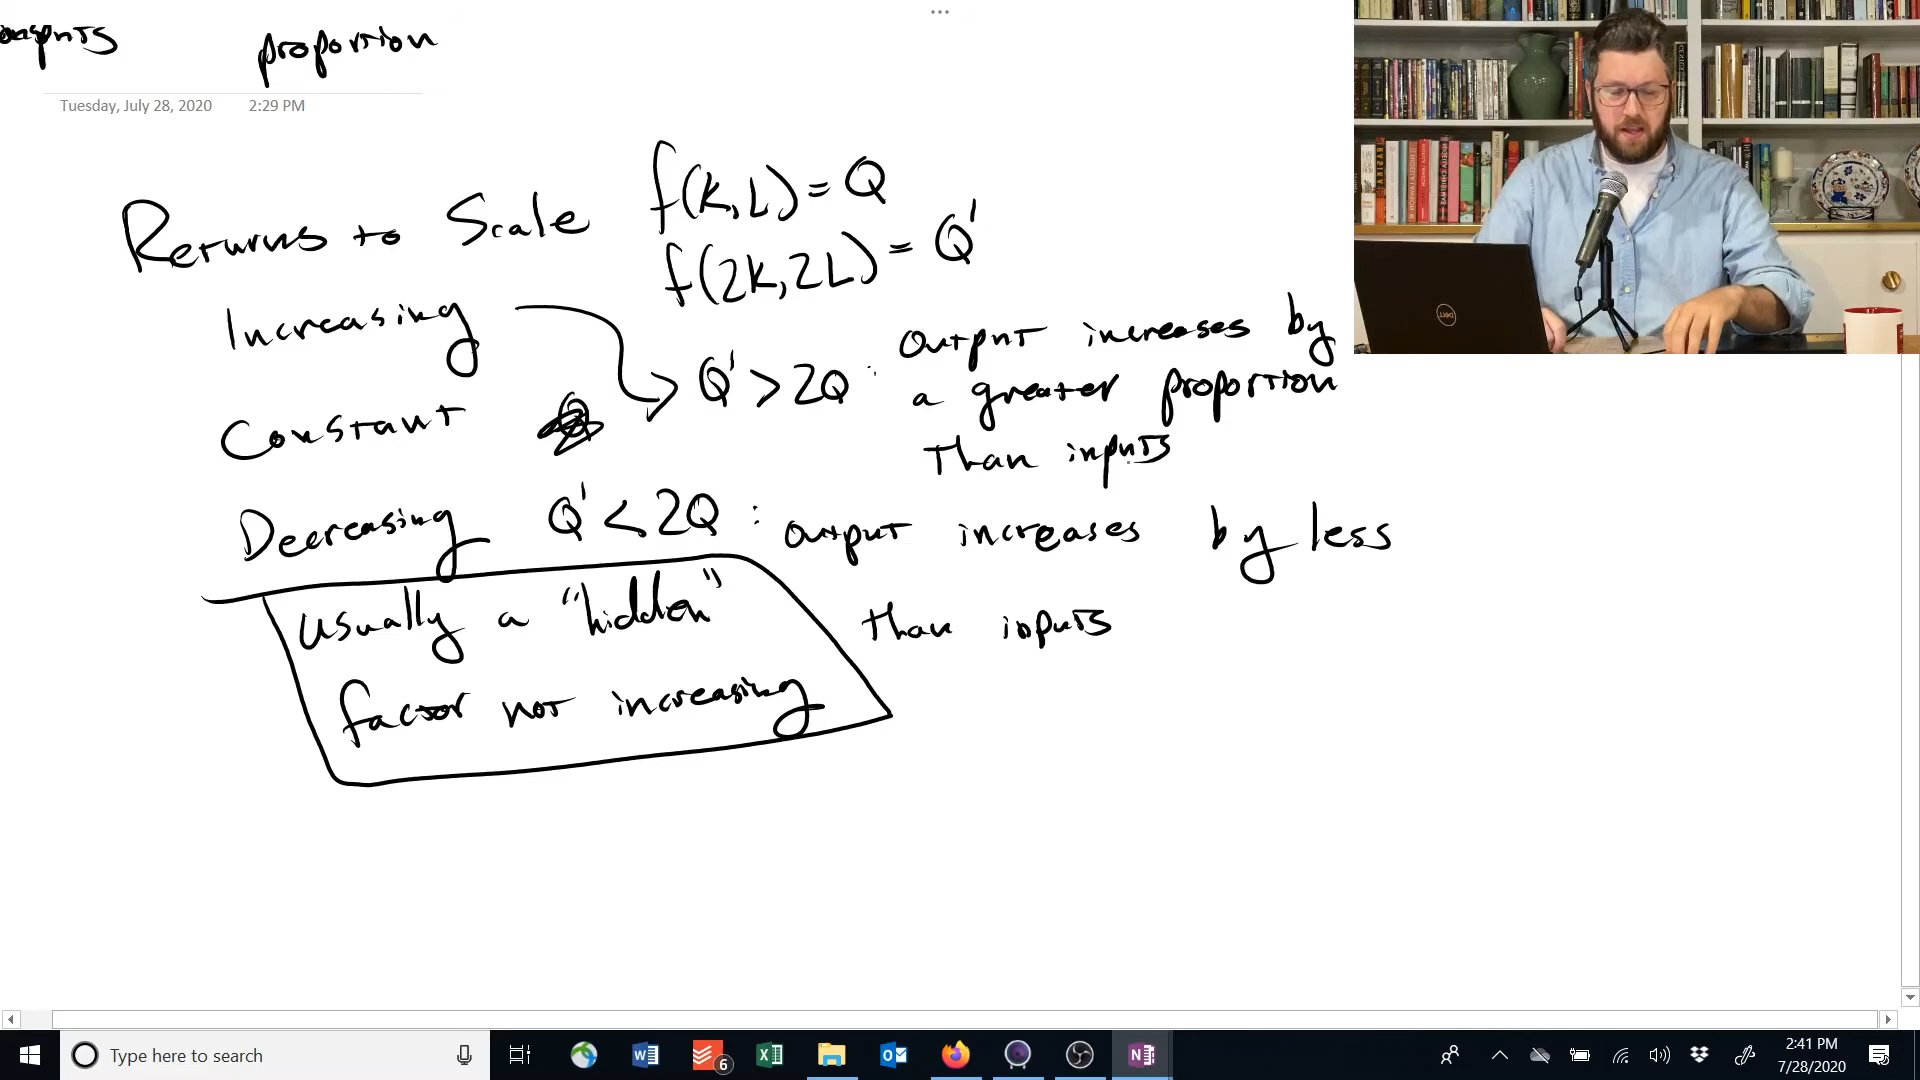 proportion
Tuesday, July 28, 2020 2:29 PM
Returns to Scale
f(K,L) = Q
f(2K,2L) = Q'
Increasing
Q' > 2Q : output increases by
a greater proportion
than inputs
Constant
Decreasing Q' < 2Q : output increases by less
than inputs
usually a "hidden"
factor not increasing
Type here to search
6
2:41 PM
7/28/2020